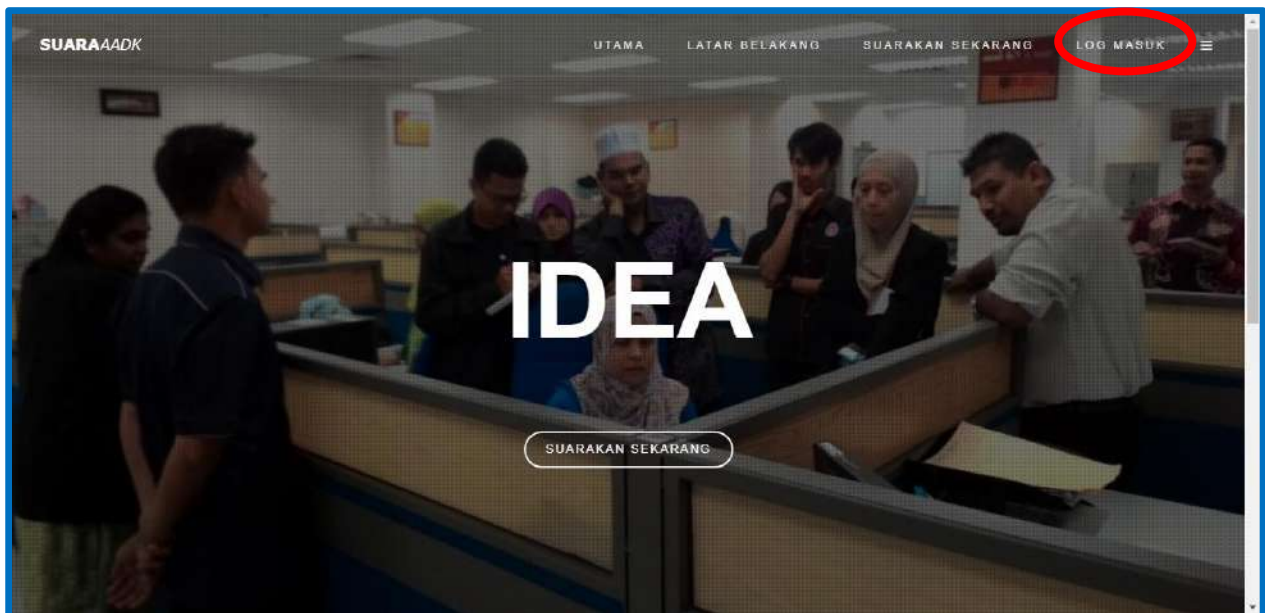 SUARAAADK
UTAMA LATAR BELAKANG SUARAKAN SEKARANG LOG MASUK
IDEA
SUARAKAN SEKARANG